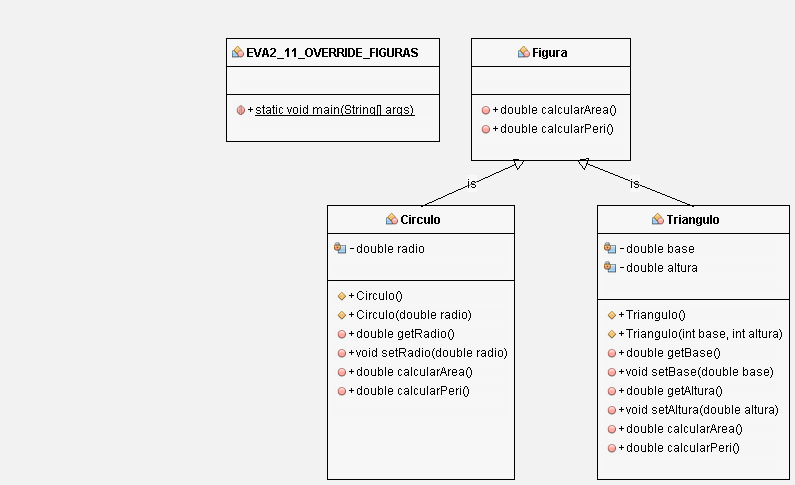 EVA2_11_OVERRIDE_FIGURAS
+static void main(String[] args)
Figura
+double calcularArea()
+double calcularPeri()
is
is
Circulo
-double radio
+Circulo()
+Circulo(double radio)
+double getRadio()
+void setRadio(double radio)
+double calcularArea()
+double calcularPeri()
Triangulo
-double base
-double altura
+Triangulo()
+Triangulo(int base, int altura)
+double getBase()
+void setBase(double base)
+double getAltura()
+void setAltura(double altura)
+double calcularArea()
+double calcularPeri()